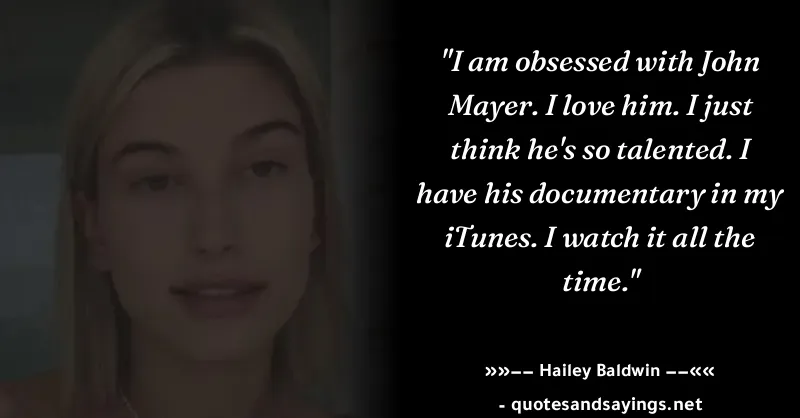 "I am obsessed with John
Mayer. I love him. I just
think he's so talented. I
have his documentary in my
iTunes. I watch it all the
time."
»»—— Hailey Baldwin ——««
- quotesandsayings.net